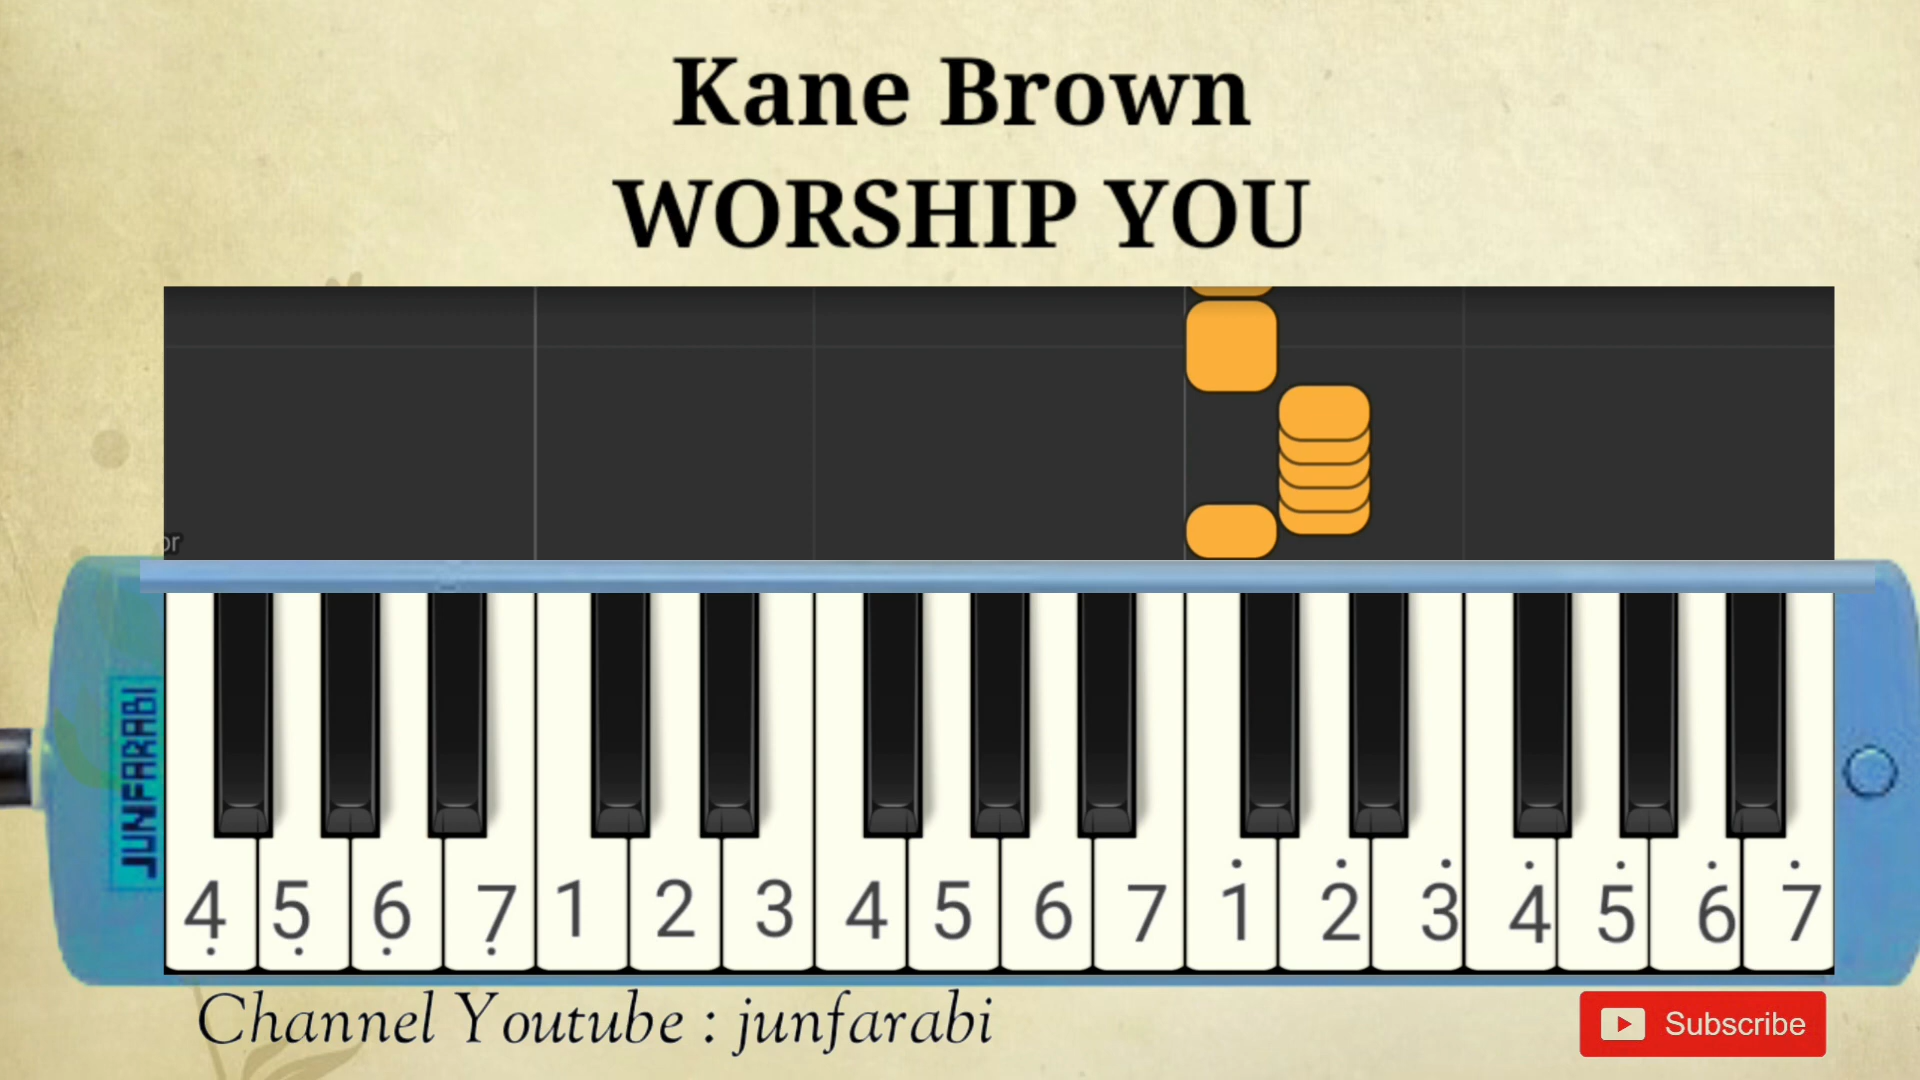 Kane Brown
WORSHIP YOU
or
JUNFARABI
4̣ 5̣ 6̣ 7̣ 1 2 3 4 5 6 7 1̇ 2̇ 3̇ 4̇ 5̇ 6̇ 7̇
Channel Youtube : junfarabi
Subscribe